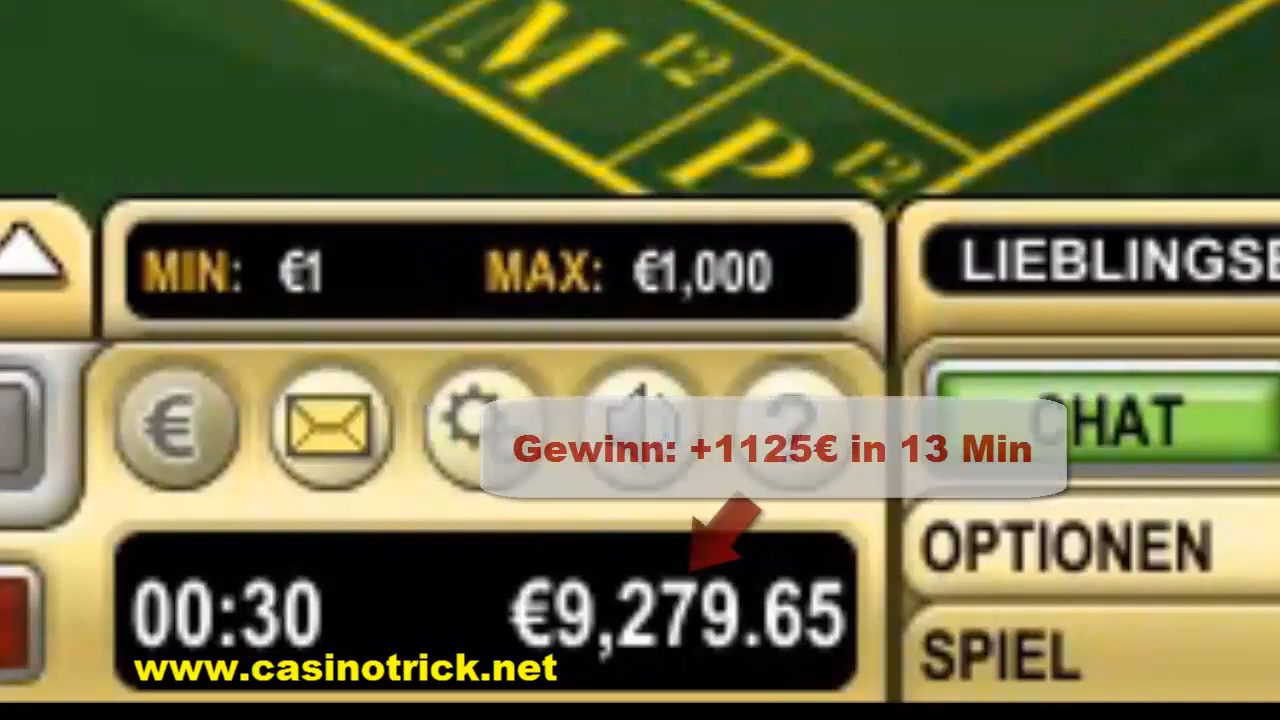 M 12
P 12
MIN: €1 MAX: €1,000
LIEBLINGS
€
?
CHAT
Gewinn: +1125€ in 13 Min
OPTIONEN
00:30 €9,279.65
SPIEL
www.casinotrick.net